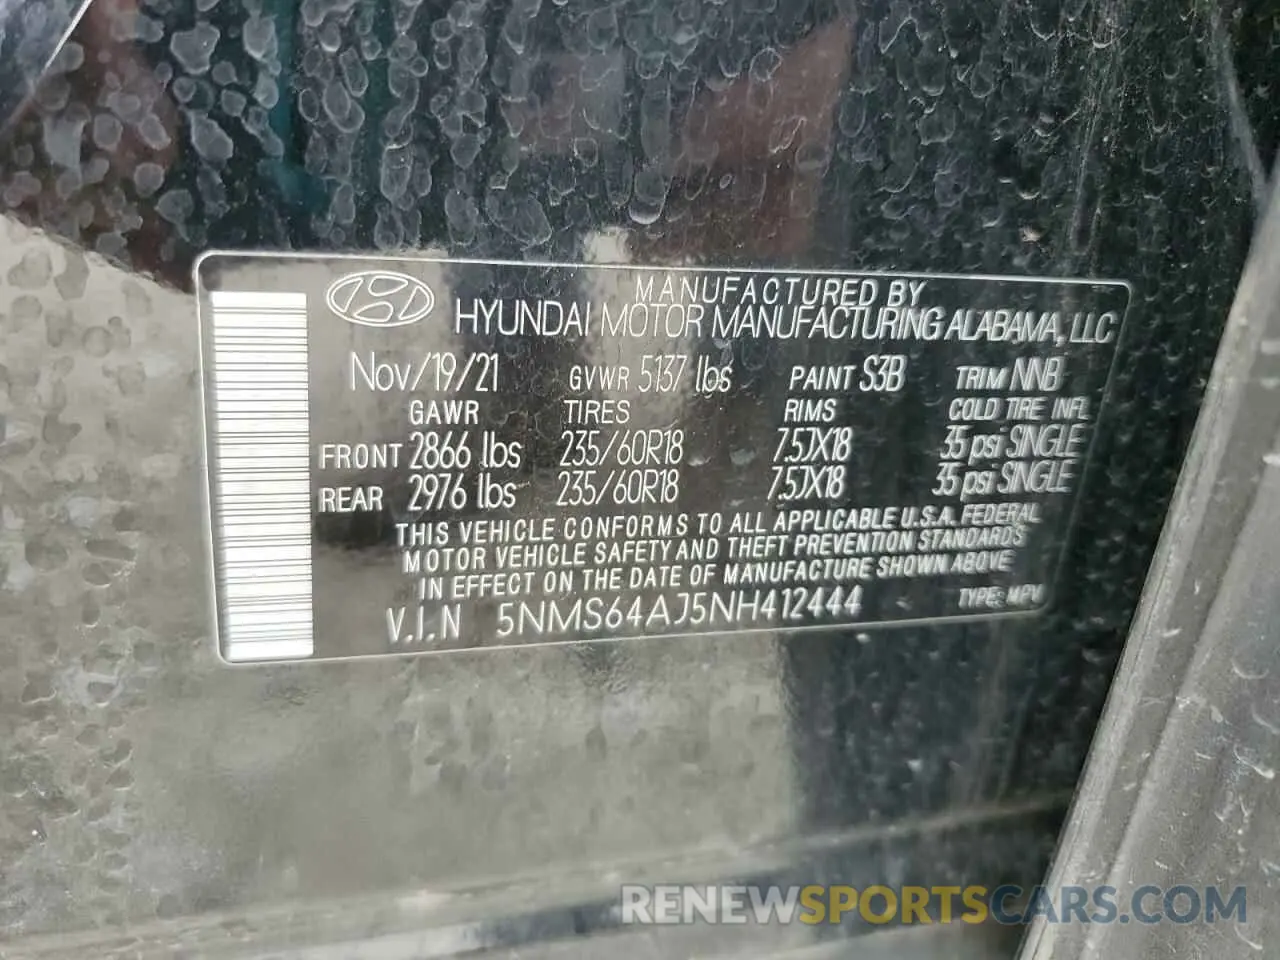 MANUFACTURED BY
HYUNDAI MOTOR MANUFACTURING ALABAMA, LLC
Nov/19/21 GVWR 5137 lbs PAINT S3B TRIM NNB
GAWR TIRES RIMS COLD TIRE INFL
FRONT 2866 lbs 235/60R18 7.5JX18 35 psi SINGLE
REAR 2976 lbs 235/60R18 7.5JX18 35 psi SINGLE
THIS VEHICLE CONFORMS TO ALL APPLICABLE U.S.A. FEDERAL
MOTOR VEHICLE SAFETY AND THEFT PREVENTION STANDARDS
IN EFFECT ON THE DATE OF MANUFACTURE SHOWN ABOVE
V.I.N 5NMS64AJ5NH412444 TYPE: MPV
RENEWSPORTSCARS.COM